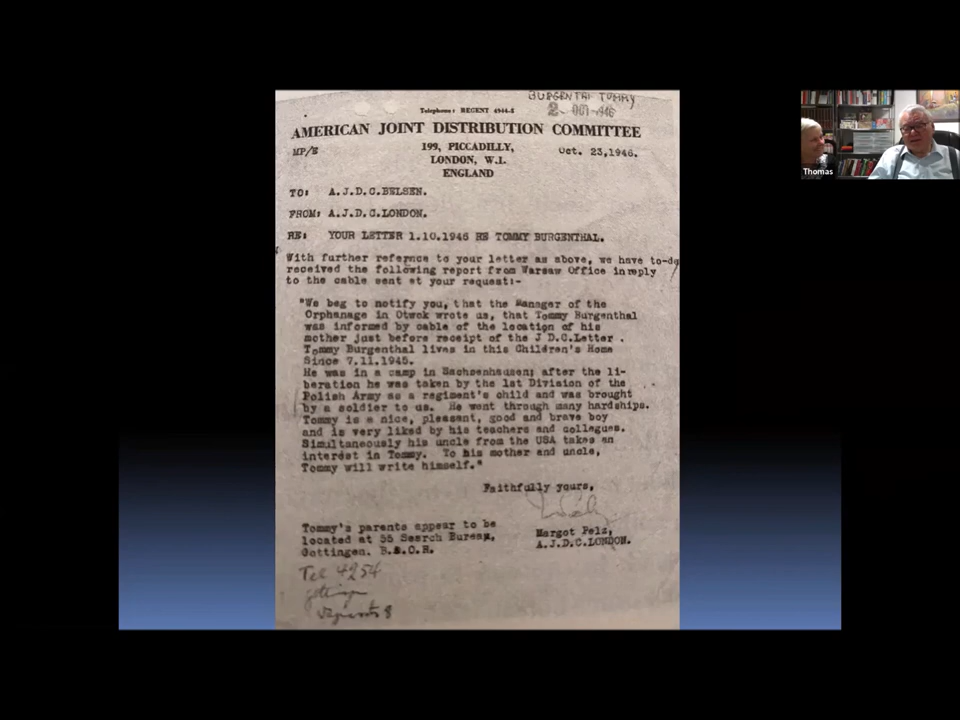 BURGENTAL TOMMY
Telephone: REGENT 4944-5
AMERICAN JOINT DISTRIBUTION COMMITTEE
MP/E
199, PICCADILLY,
Oct. 23,1946.
LONDON, W.1.
ENGLAND
TO: A.J.D.C.BELSEN.
FROM: A.J.D.C.LONDON.
RE: YOUR LETTER 1.10.1946 RE TOMMY BURGENTHAL.
With further refernce to your letter as above, we have to-da
received the following report from Warsaw Office inreply
to the cable sent at your request:-
"We beg to notify you, that the Manager of the
Orphanage in Otwok wrote us, that Tommy Burgenthal
was informed by cable of the location of his
mother just before receipt of the J D.C.Letter .
Tommy Burgenthal lives in this Children's Home
Since 7.11.1945.
He was in a camp in Sachsenhausen; after the li-
beration he was taken by the 1st Division of the
Polish Army as a regiment's child and was brought
by a soldier to us. He went through many hardships.
Tommy is a nice, pleasant, good and brave boy
and is very liked by his teachers and collegues.
Simultaneously his uncle from the USA takes an
interest in Tommy. To his mother and uncle,
Tommy will write himself."
Faithfully yours,
Tommy's parents appear to be
located at 55 Search Bureau,
Gottingen. B.A.O.R.
Margot Pelz,
A.J.D.C.LONDON.
Tel 4254
Thomas